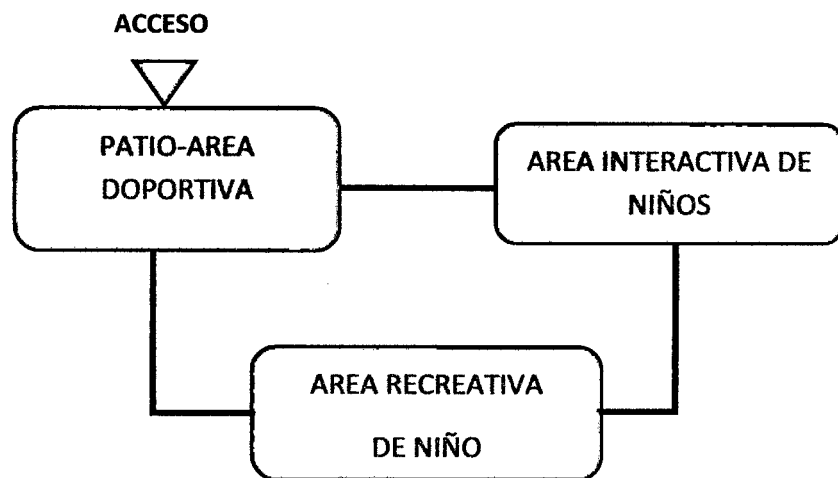 ACCESO
PATIO-AREA
DOPORTIVA
AREA INTERACTIVA DE
NIÑOS
AREA RECREATIVA
DE NIÑO